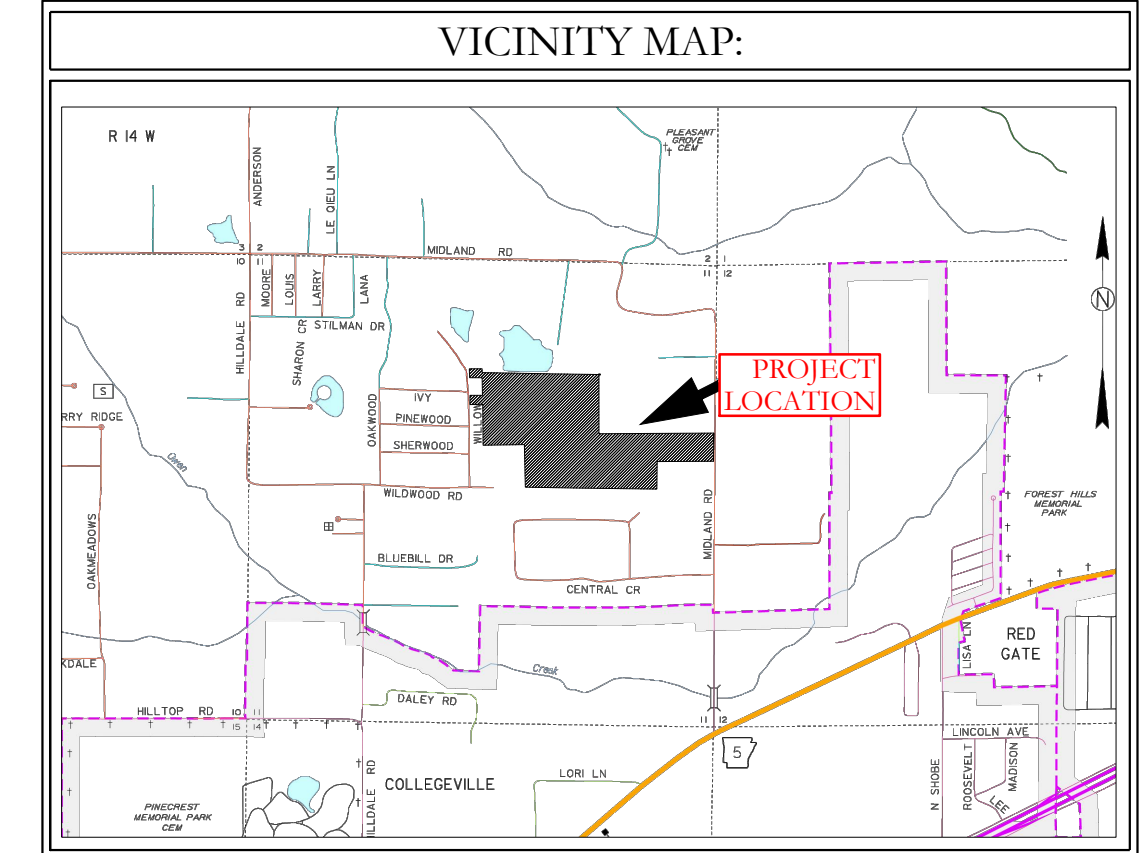 VICINITY MAP:
R 14 W
PLEASANT
GROVE
CEM
ANDERSON
LE OIEU LN
3 2
10 11
MIDLAND RD
2 1
11 12
HILLDALE RD
MOORE
LOUIS
LARRY
LANA
STILMAN DR
SHARON CR
N
S
RRY RIDGE
OAKWOOD
IVY
PINEWOOD
SHERWOOD
WILLOW
PROJECT
LOCATION
Owen
WILDWOOD RD
MIDLAND RD
FOREST HILLS
MEMORIAL
PARK
OAKMEADOWS
BLUEBILL DR
CENTRAL CR
LISA LN
RED
GATE
KDALE
Creek
DALEY RD
HILLTOP RD
10 11
15 14
11 12
5
LINCOLN AVE
LORI LN
COLLEGEVILLE
ILLDALE RD
N SHOBE
ROOSEVELT
MADISON
LEE
PINECREST
MEMORIAL PARK
CEM